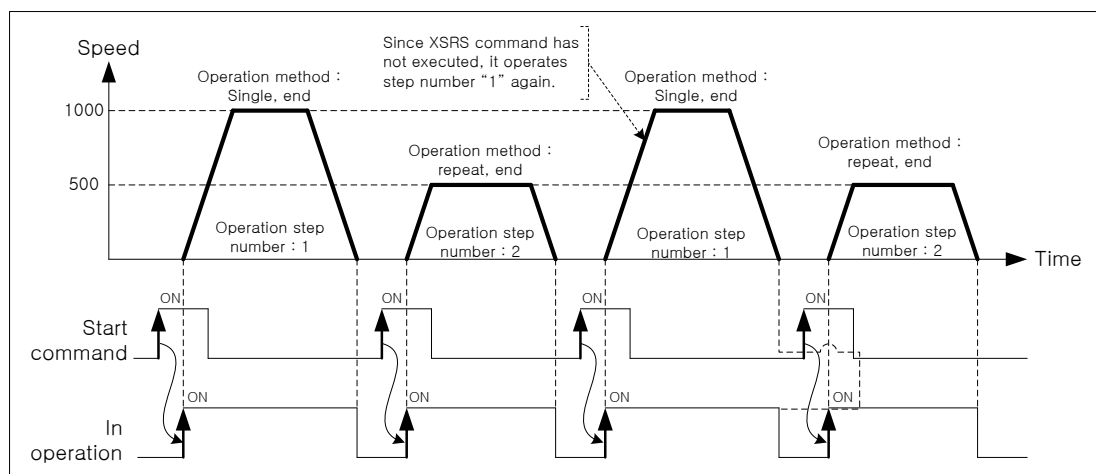 Speed
Since XSRS command has
not executed, it operates
step number “1” again.
Operation method :
Single, end
Operation method :
Single, end
1000
Operation method :
repeat, end
Operation method :
repeat, end
500
Operation step
number : 1
Operation step
number : 2
Operation step
number : 1
Operation step
number : 2
Time
ON
ON
ON
ON
Start
command
ON
ON
ON
ON
In
operation